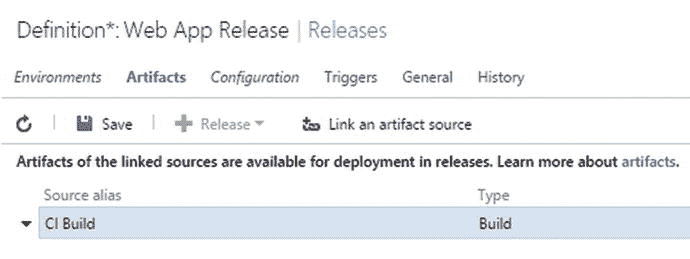 Definition*: Web App Release | Releases
Environments Artifacts Configuration Triggers General History
Save + Release Link an artifact source
Artifacts of the linked sources are available for deployment in releases. Learn more about artifacts.
Source alias Type
CI Build Build